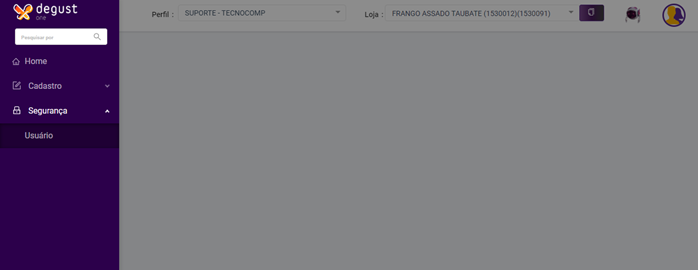 degust
one
Perfil : SUPORTE - TECNOCOMP Loja : FRANGO ASSADO TAUBATE (1530012)(1530091)
Pesquisar por
Home
Cadastro
Segurança
Usuário